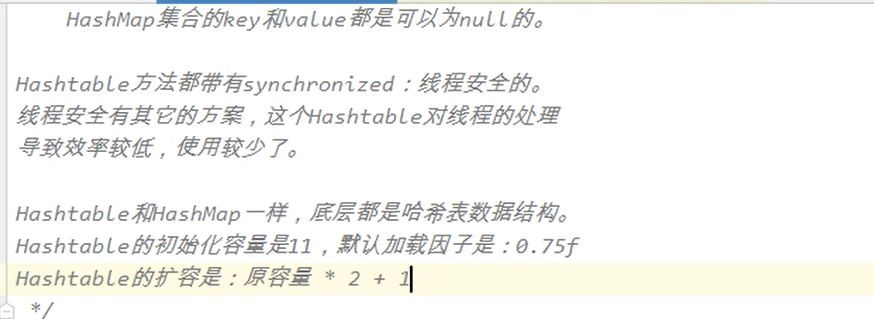 HashMap集合的key和value都是可以为null的。
Hashtable方法都带有synchronized：线程安全的。
线程安全有其它的方案，这个Hashtable对线程的处理
导致效率较低，使用较少了。
Hashtable和HashMap一样，底层都是哈希表数据结构。
Hashtable的初始化容量是11，默认加载因子是：0.75f
Hashtable的扩容是：原容量 * 2 + 1
*/